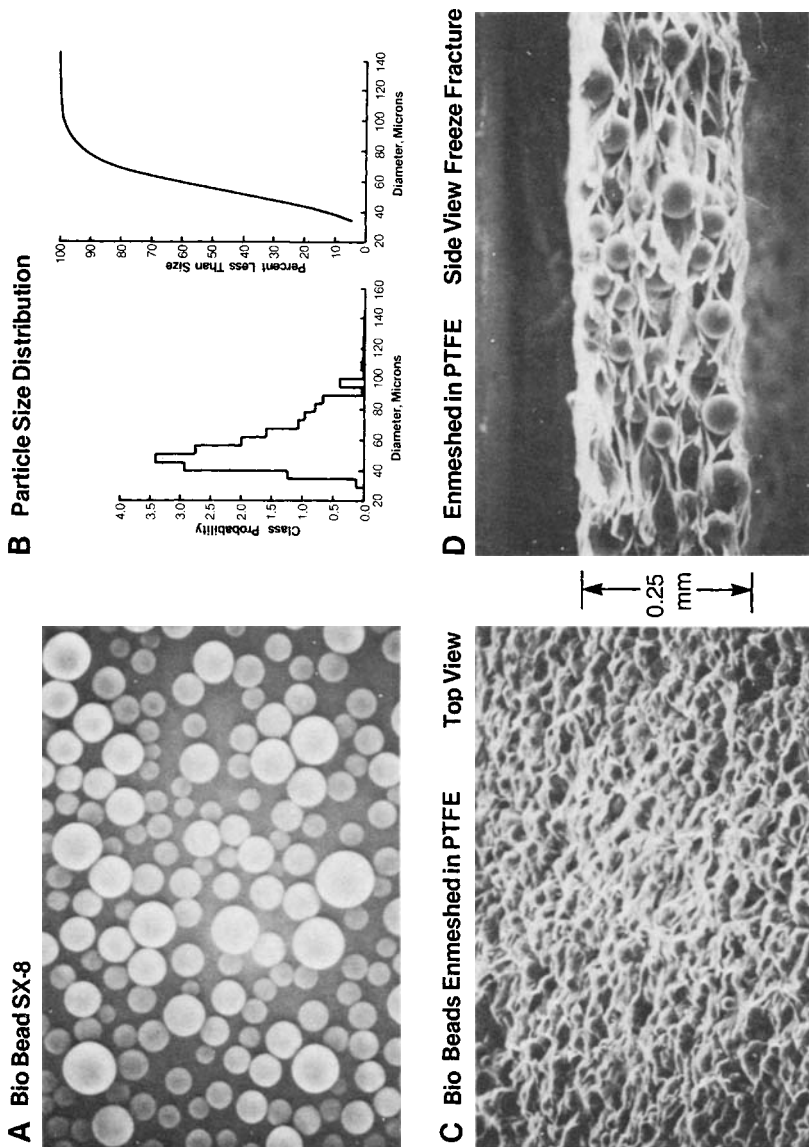 A Bio Bead SX-8
B Particle Size Distribution
Class Probability
4.0
3.5
3.0
2.5
2.0
1.5
1.0
0.5
0.0
20 40 60 80 100 120 140 160
Diameter, Microns
Percent Less Than Size
100
90
80
70
60
50
40
30
20
10
0
20 40 60 80 100 120 140
Diameter, Microns
C Bio Beads Enmeshed in PTFE Top View
0.25
mm
D Enmeshed in PTFE Side View Freeze Fracture